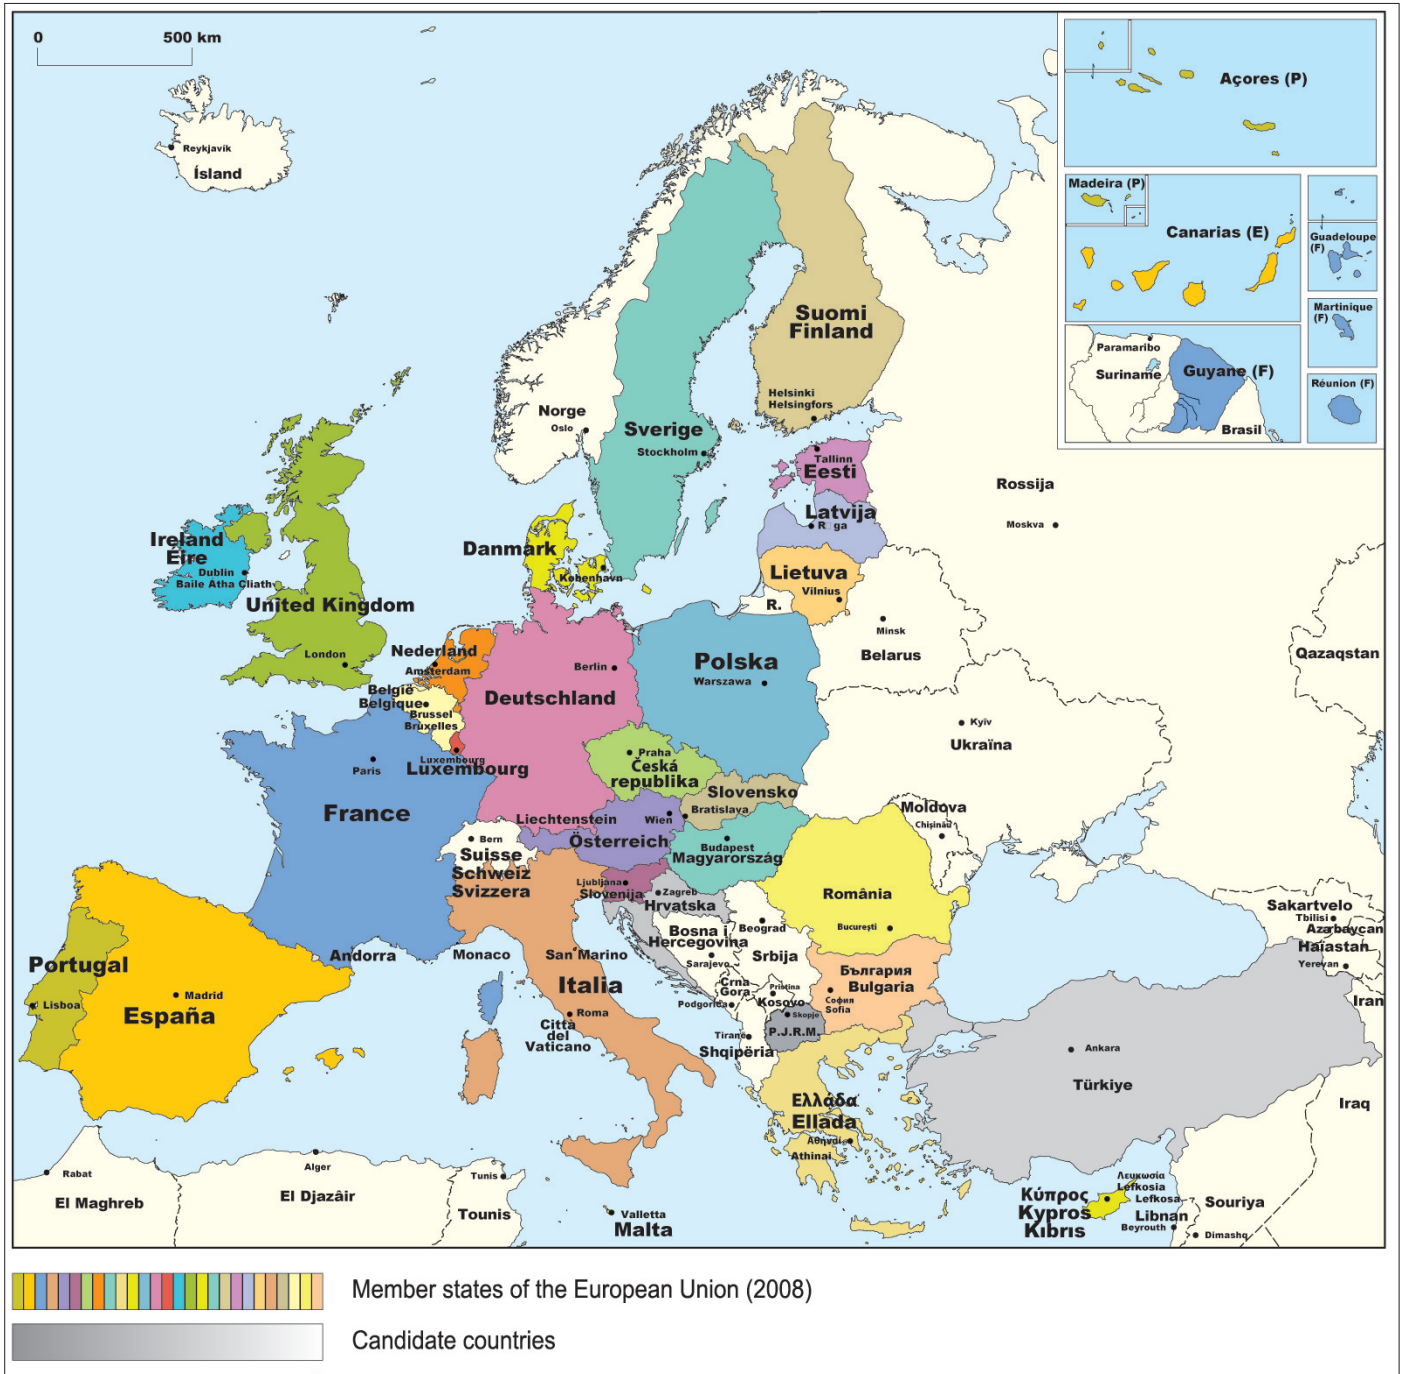 0 500 km
Reykjavík
Ísland
Açores (P)
Madeira (P)
Canarias (E)
Guadeloupe
(F)
Martinique
(F)
Réunion (F)
Paramaribo
Suriname
Guyane (F)
Brasil
Suomi
Finland
Helsinki
Helsingfors
Norge
Oslo
Sverige
Stockholm
Tallinn
Eesti
Latvija
Lietuva
Vilnius
R.
Rossija
Moskva
Minsk
Belarus
Qazaqstan
Ireland
Éire
Dublin
Baile Átha Cliath
United Kingdom
London
Danmark
København
Nederland
Amsterdam
België
Belgique
Brussel
Bruxelles
Luxembourg
Luxembourg
Deutschland
Berlin
Polska
Warszawa
Kyïv
Ukraïna
Praha
Česká
republika
Slovensko
Bratislava
Moldova
Chişinău
Paris
France
Liechtenstein
Wien
Österreich
Budapest
Magyarország
Bern
Suisse
Schweiz
Svizzera
Ljubljana
Slovenija
Zagreb
Hrvatska
România
Bucureşti
Bosna i
Hercegovina
Sarajevo
Beograd
Srbija
Crna
Gora
Podgorica
Pristina
Kosovo
Skopje
P.J.R.M.
Tiranë
Shqipëria
България
Bulgaria
София
Sofia
Sakartvelo
Tbilisi
Azərbaycan
Haïastan
Yerevan
Iran
Portugal
Lisboa
Madrid
España
Andorra
Monaco
San Marino
Italia
Roma
Città
del
Vaticano
Ελλάδα
Ellada
Αθήναι
Athinai
Ankara
Türkiye
Iraq
Rabat
El Maghreb
Alger
El Djazâir
Tunis
Tounis
Valletta
Malta
Λευκωσία
Lefkosia
Lefkosa
Κύπρος
Kypros
Kıbrıs
Libnan
Beyrouth
Souriya
Dimashq
Member states of the European Union (2008)
Candidate countries